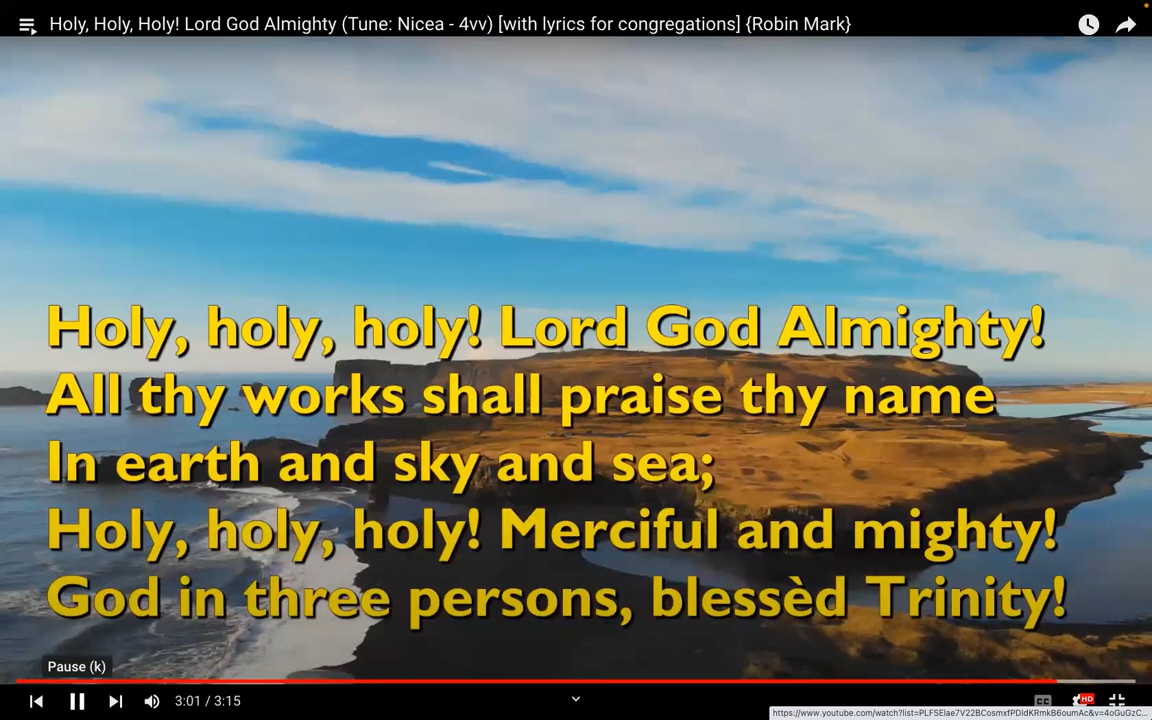 Holy, Holy, Holy! Lord God Almighty (Tune: Nicea - 4vv) [with lyrics for congregations] {Robin Mark}
Holy, holy, holy! Lord God Almighty!
All thy works shall praise thy name
In earth and sky and sea;
Holy, holy, holy! Merciful and mighty!
God in three persons, blessèd Trinity!
Pause (k)
3:01 / 3:15
CC
HD